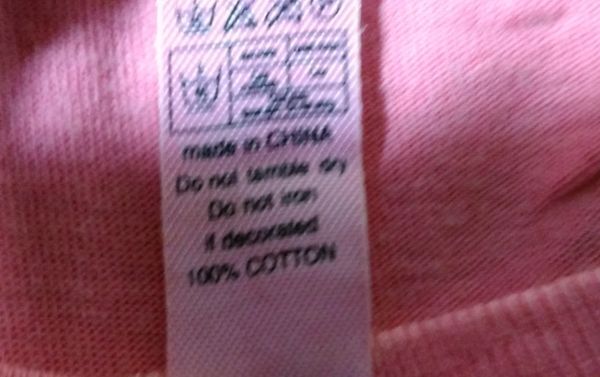 made in CHINA
Do not tumble dry
Do not iron
if decorated
100% COTTON